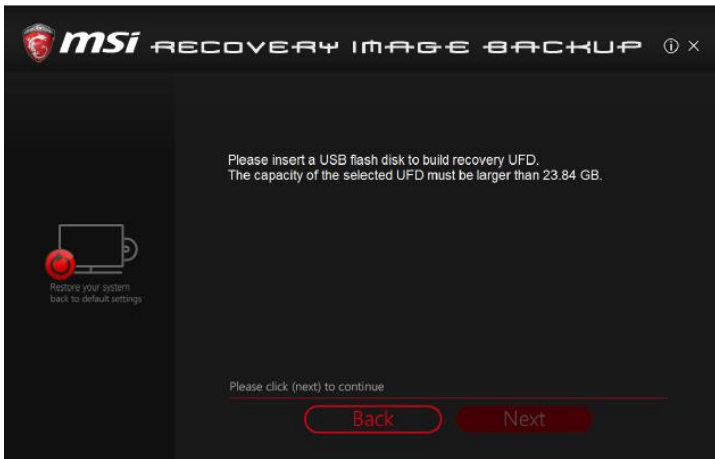 msi RECOVERY IMAGE BACKUP
Please insert a USB flash disk to build recovery UFD.
The capacity of the selected UFD must be larger than 23.84 GB.
Restore your system
back to default settings
Please click (next) to continue
Back Next